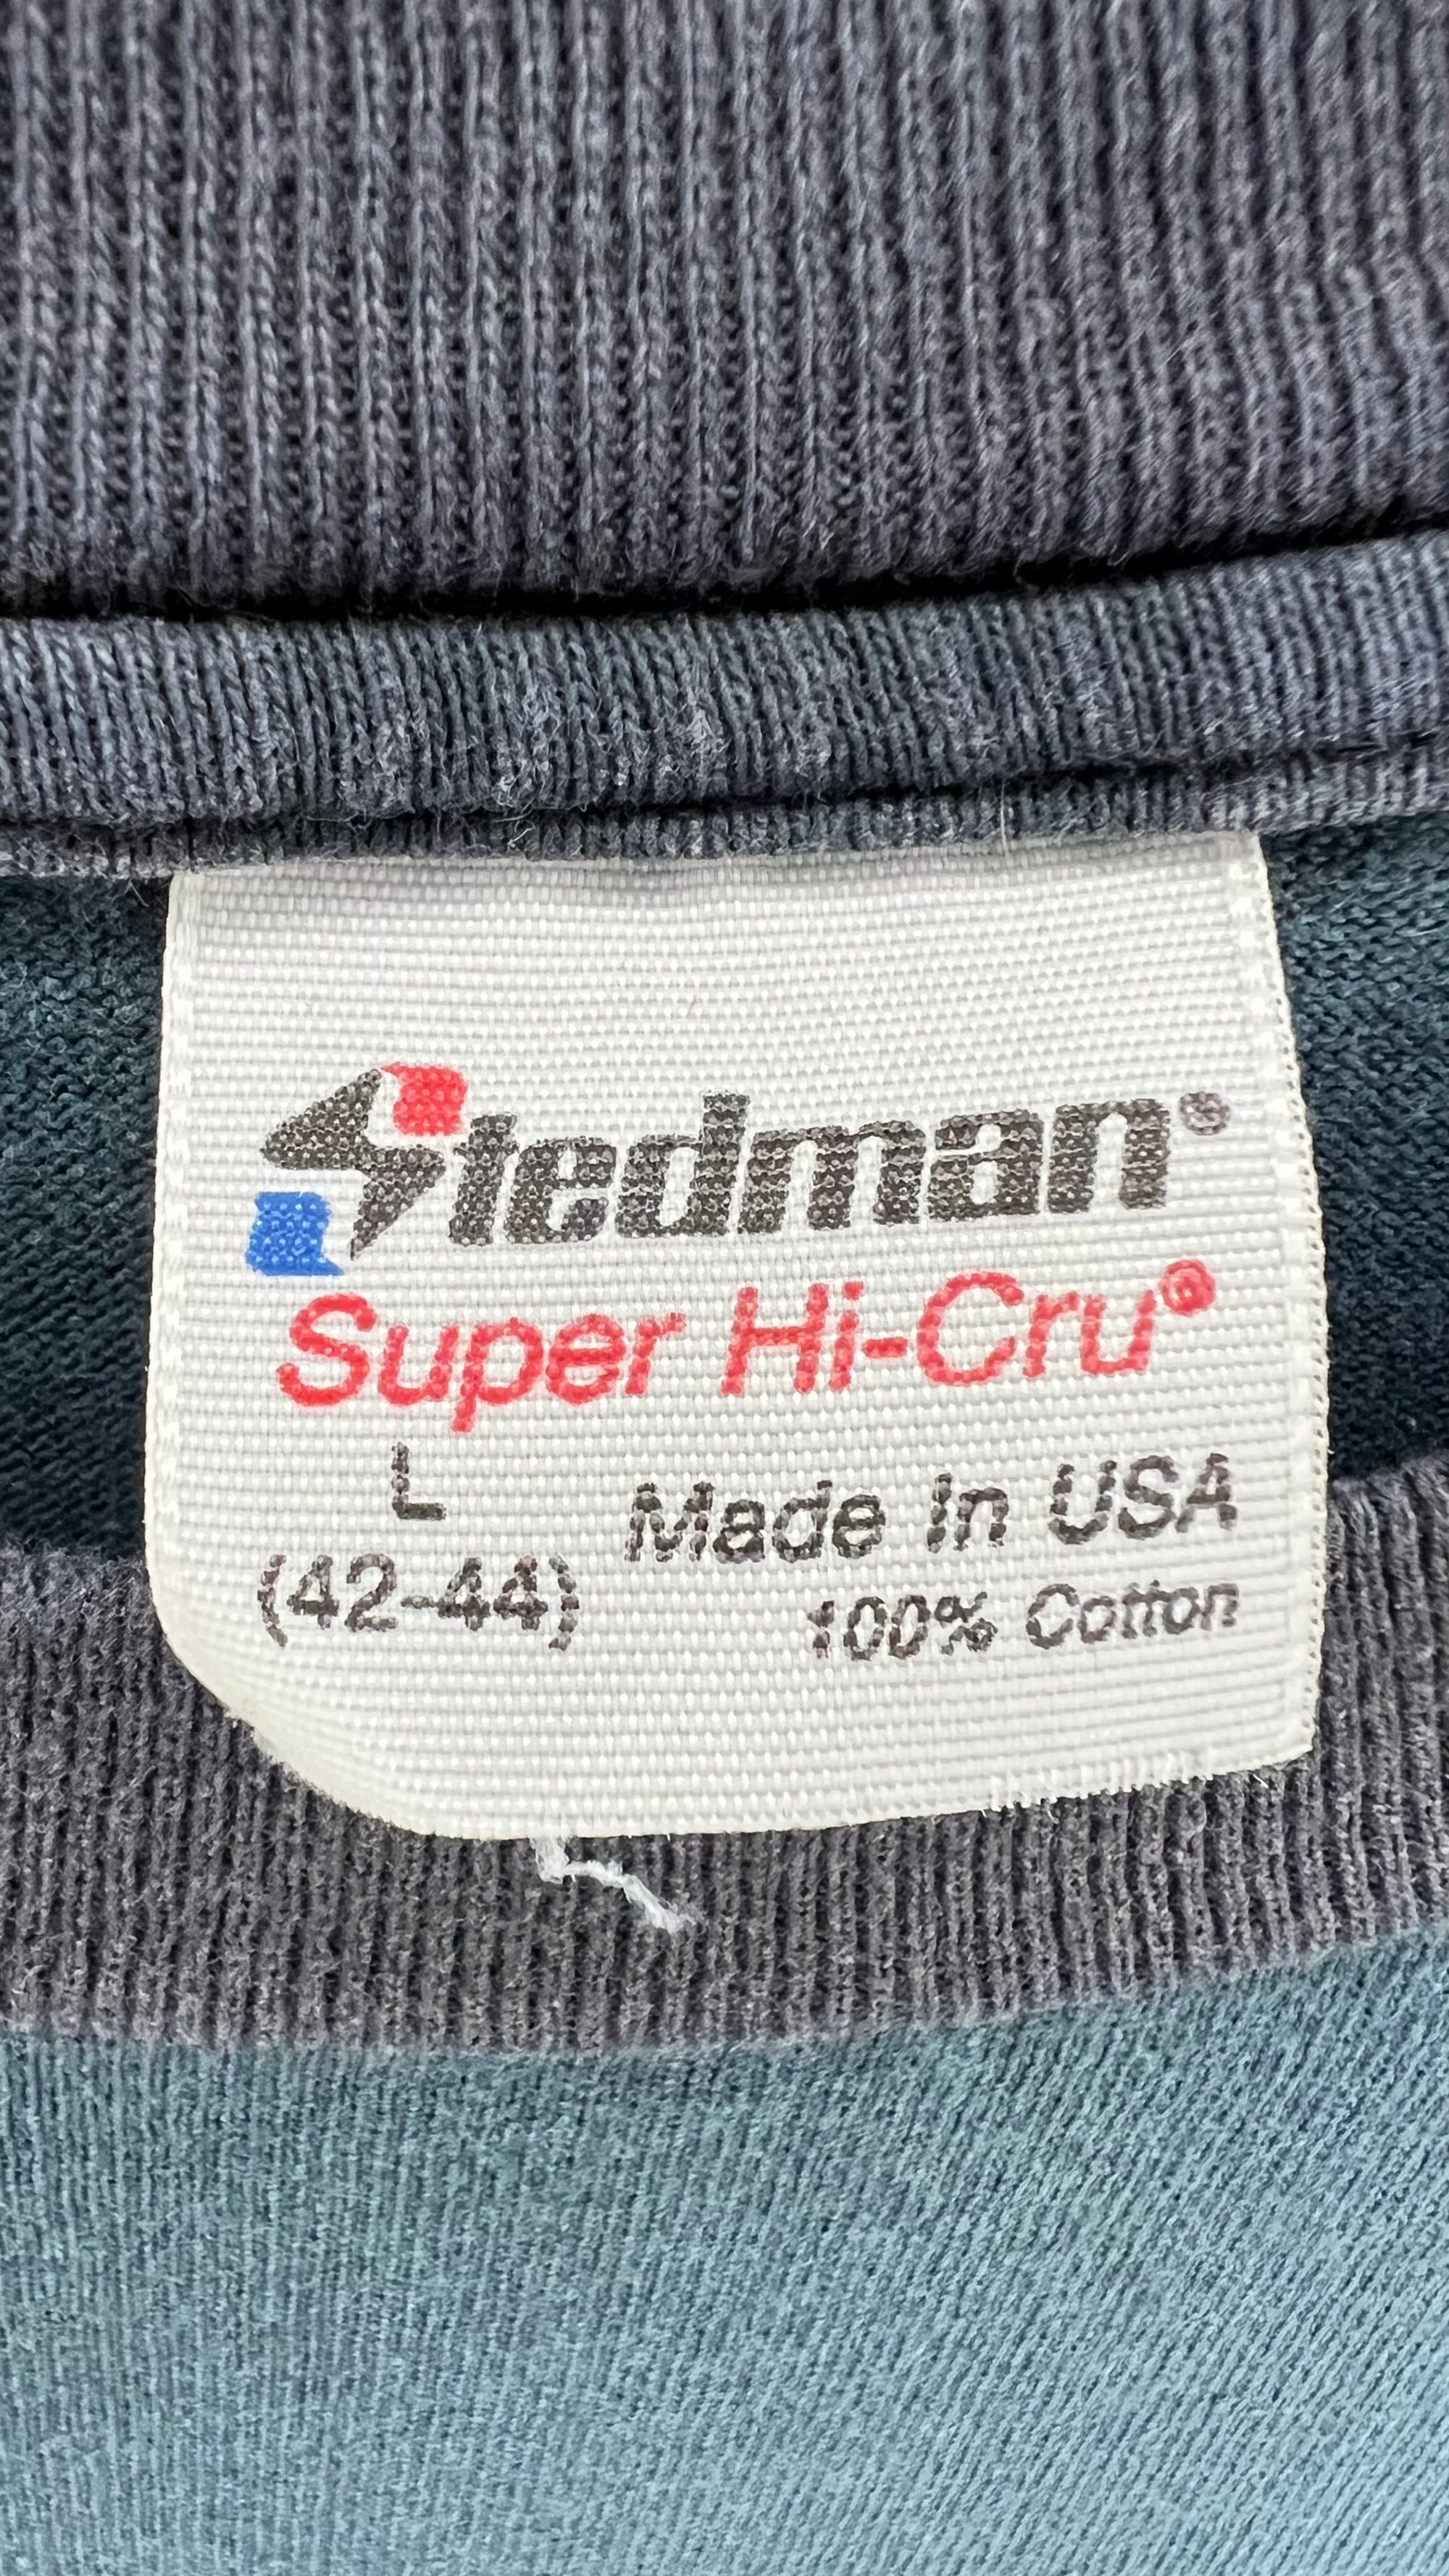 Stedman®
Super Hi-Cru®
L
(42-44)
Made In USA
100% Cotton